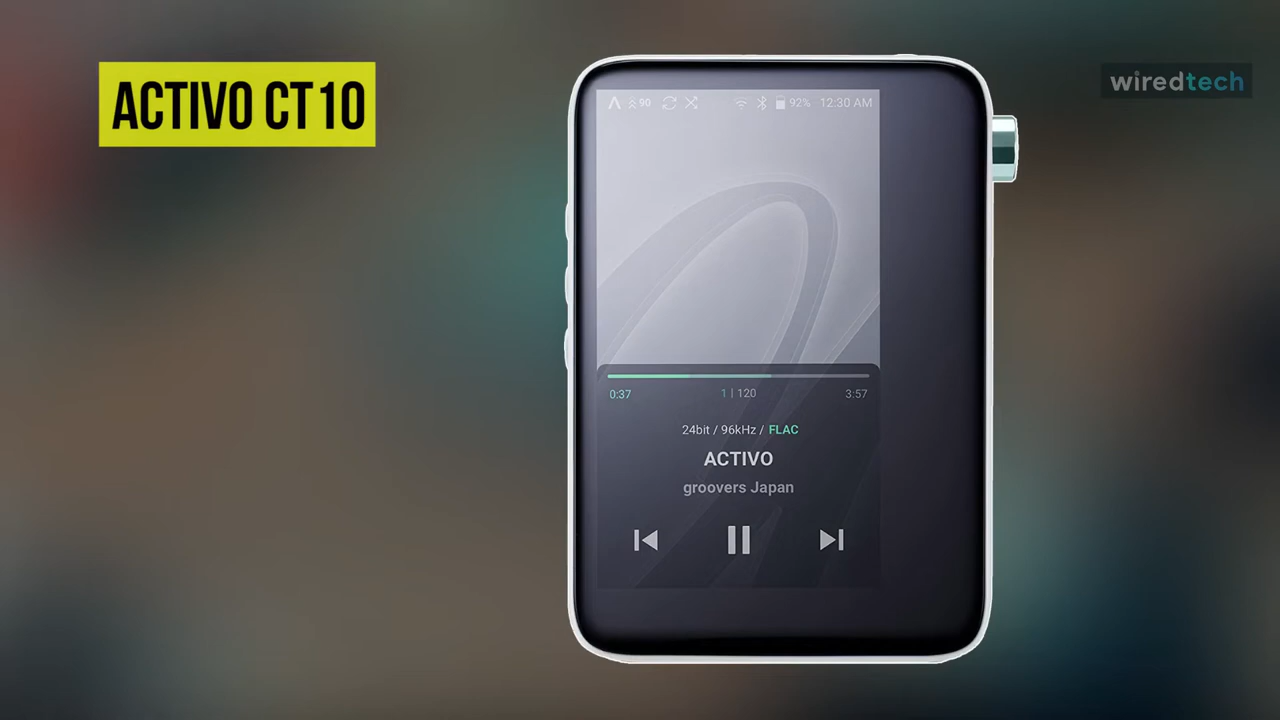 ACTIVO CT10
wiredtech
90
92% 12:30 AM
0:37 1 | 120 3:57
24bit / 96kHz / FLAC
ACTIVO
groovers Japan